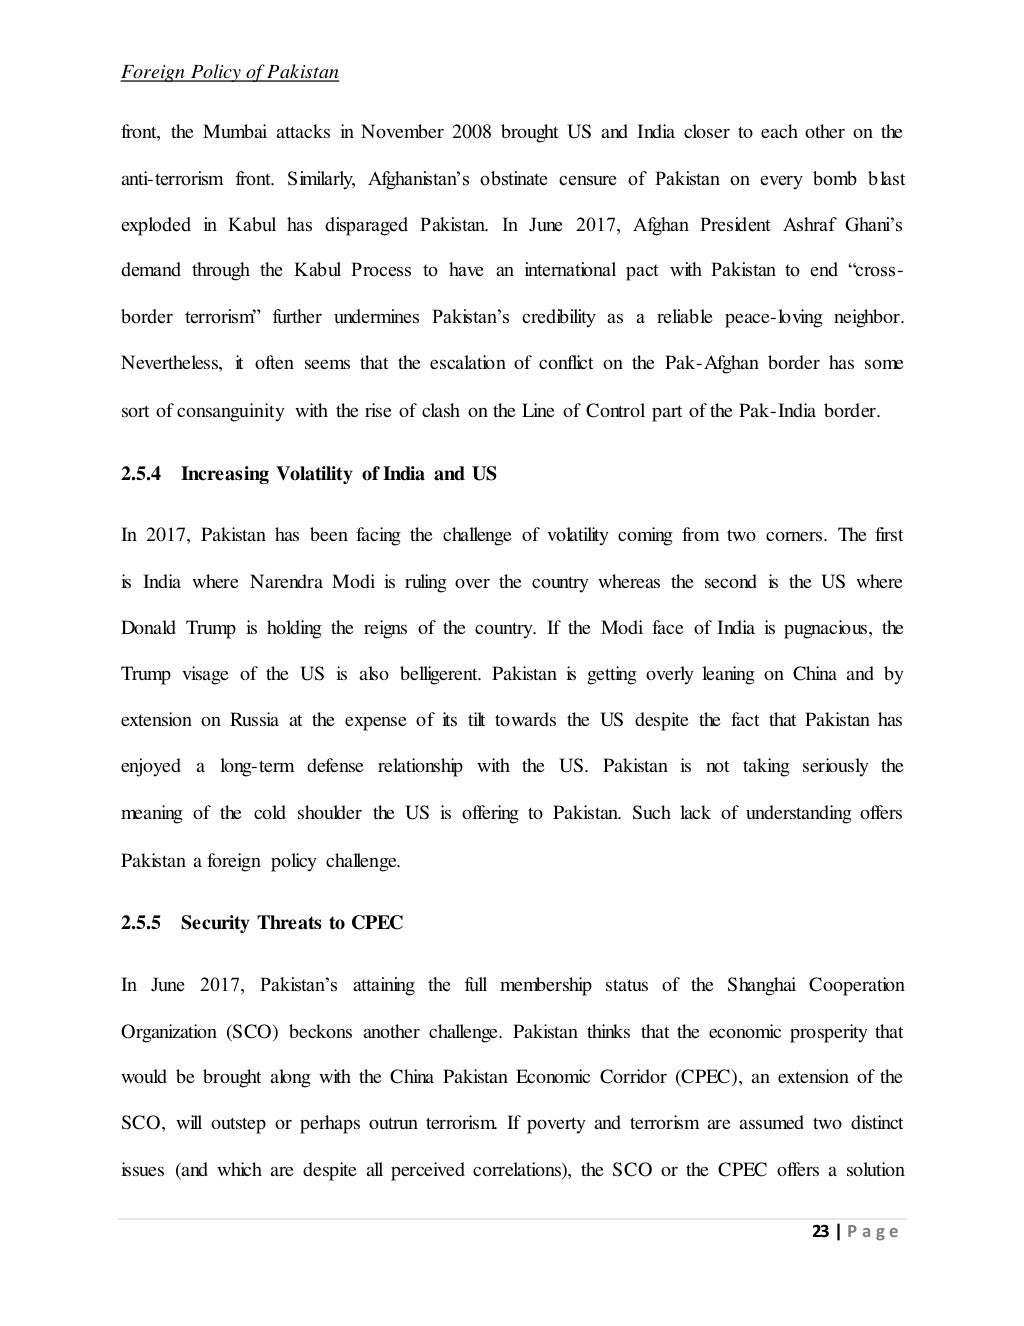 Foreign Policy of Pakistan
front, the Mumbai attacks in November 2008 brought US and India closer to each other on the
anti-terrorism front. Similarly, Afghanistan’s obstinate censure of Pakistan on every bomb blast
exploded in Kabul has disparaged Pakistan. In June 2017, Afghan President Ashraf Ghani’s
demand through the Kabul Process to have an international pact with Pakistan to end “cross-
border terrorism” further undermines Pakistan’s credibility as a reliable peace-loving neighbor.
Nevertheless, it often seems that the escalation of conflict on the Pak-Afghan border has some
sort of consanguinity with the rise of clash on the Line of Control part of the Pak-India border.
2.5.4 Increasing Volatility of India and US
In 2017, Pakistan has been facing the challenge of volatility coming from two corners. The first
is India where Narendra Modi is ruling over the country whereas the second is the US where
Donald Trump is holding the reigns of the country. If the Modi face of India is pugnacious, the
Trump visage of the US is also belligerent. Pakistan is getting overly leaning on China and by
extension on Russia at the expense of its tilt towards the US despite the fact that Pakistan has
enjoyed a long-term defense relationship with the US. Pakistan is not taking seriously the
meaning of the cold shoulder the US is offering to Pakistan. Such lack of understanding offers
Pakistan a foreign policy challenge.
2.5.5 Security Threats to CPEC
In June 2017, Pakistan’s attaining the full membership status of the Shanghai Cooperation
Organization (SCO) beckons another challenge. Pakistan thinks that the economic prosperity that
would be brought along with the China Pakistan Economic Corridor (CPEC), an extension of the
SCO, will outstep or perhaps outrun terrorism. If poverty and terrorism are assumed two distinct
issues (and which are despite all perceived correlations), the SCO or the CPEC offers a solution
23 | Page